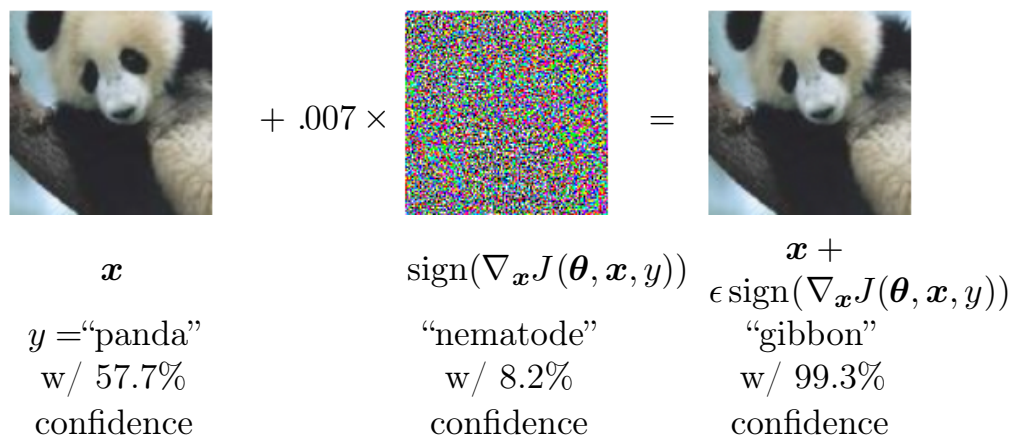 + .007 ×
=
x
sign(∇ₓJ(θ, x, y))
x +
ϵ sign(∇ₓJ(θ, x, y))
y =“panda”
“nematode”
“gibbon”
w/ 57.7%
w/ 8.2%
w/ 99.3%
confidence
confidence
confidence